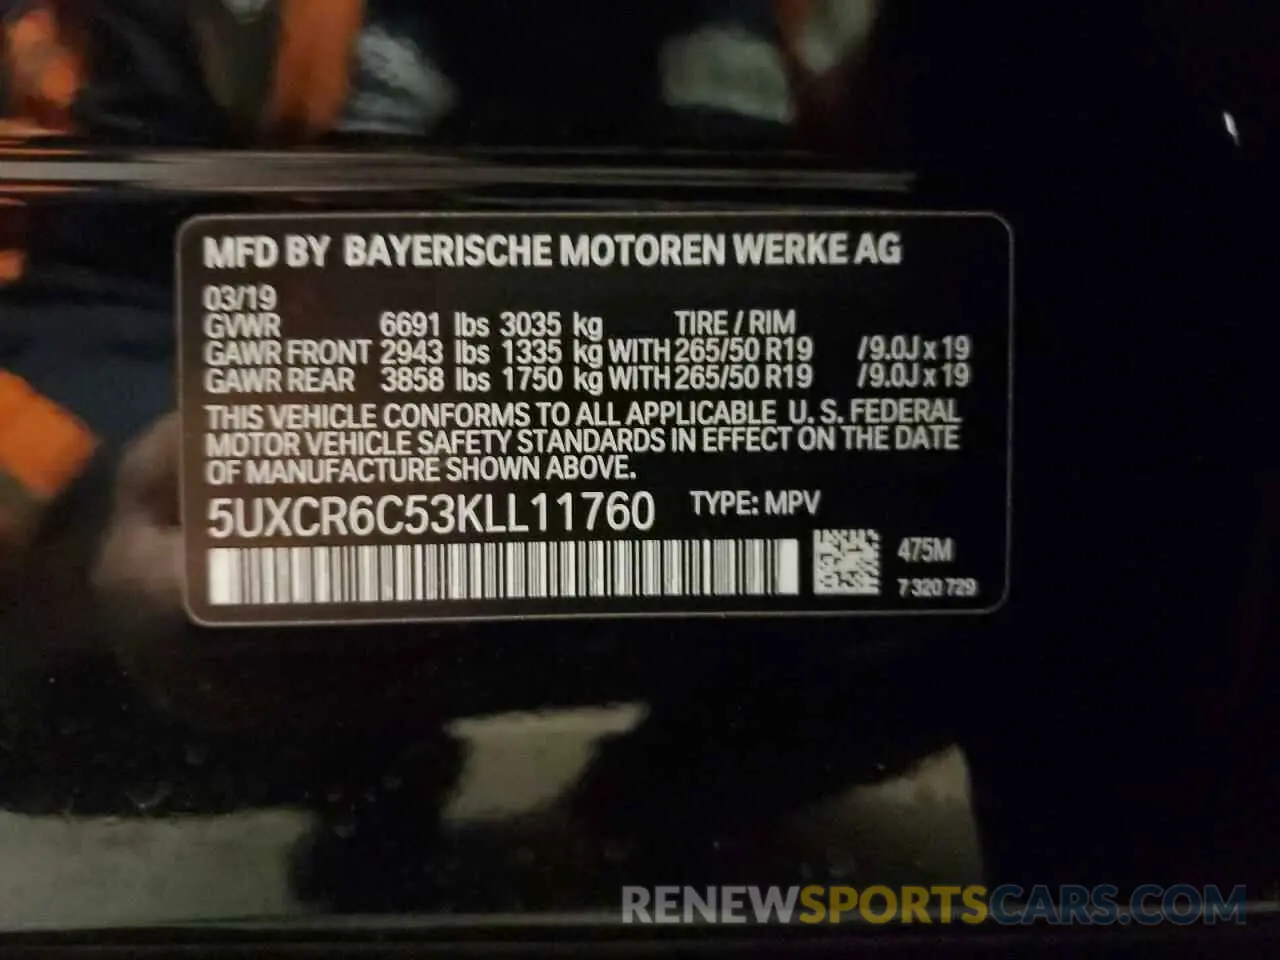 MFD BY BAYERISCHE MOTOREN WERKE AG
03/19
GVWR 6691 lbs 3035 kg TIRE / RIM
GAWR FRONT 2943 lbs 1335 kg WITH 265/50 R19 /9.0J x 19
GAWR REAR 3858 lbs 1750 kg WITH 265/50 R19 /9.0J x 19
THIS VEHICLE CONFORMS TO ALL APPLICABLE U. S. FEDERAL
MOTOR VEHICLE SAFETY STANDARDS IN EFFECT ON THE DATE
OF MANUFACTURE SHOWN ABOVE.
5UXCR6C53KLL11760 TYPE: MPV
475M
7 320 729
RENEWSPORTSCARS.COM